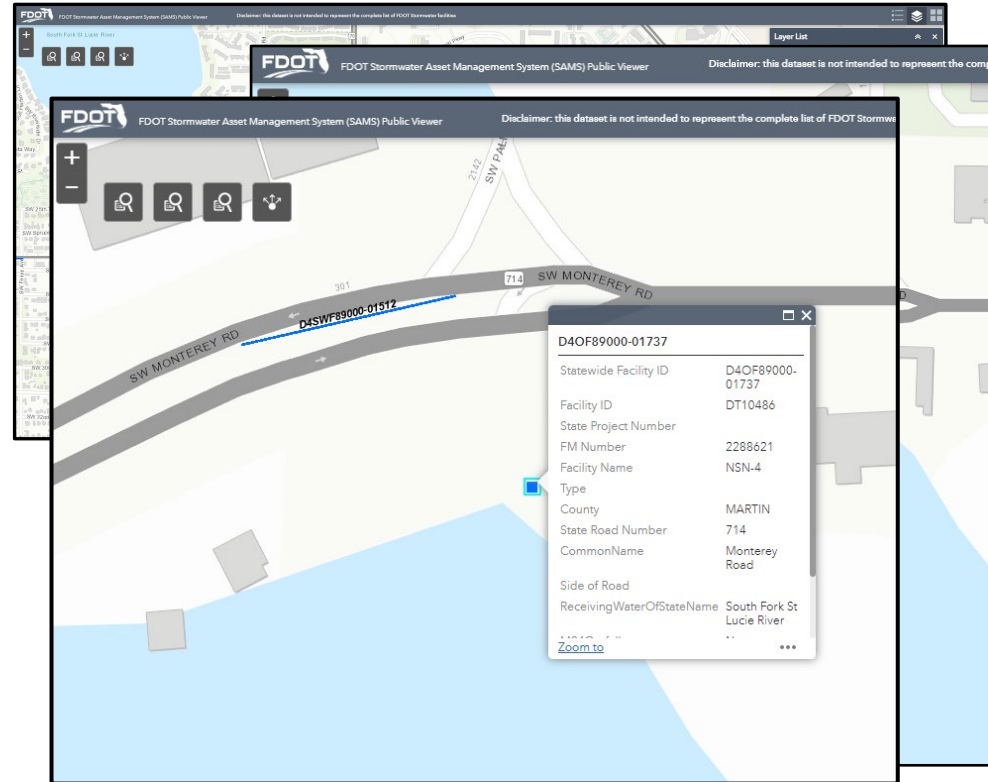 FDOT
FDOT Stormwater Asset Management System (SAMS) Public Viewer
Disclaimer: this dataset is not intended to represent the complete list of FDOT Stormwater facilities
South Fork St Lucie River
Layer List
FDOT
FDOT Stormwater Asset Management System (SAMS) Public Viewer
Disclaimer: this dataset is not intended to represent the comp
FDOT
FDOT Stormwater Asset Management System (SAMS) Public Viewer
Disclaimer: this dataset is not intended to represent the complete list of FDOT Stormwa
2142
SW PAL
301
714
SW MONTEREY RD
D4SWF89000-01512
SW MONTEREY RD
D4OF89000-01737
Statewide Facility ID D4OF89000-
01737
Facility ID DT10486
State Project Number
FM Number 2288621
Facility Name NSN-4
Type
County MARTIN
State Road Number 714
CommonName Monterey
Road
Side of Road
ReceivingWaterOfStateName South Fork St
Lucie River
Zoom to